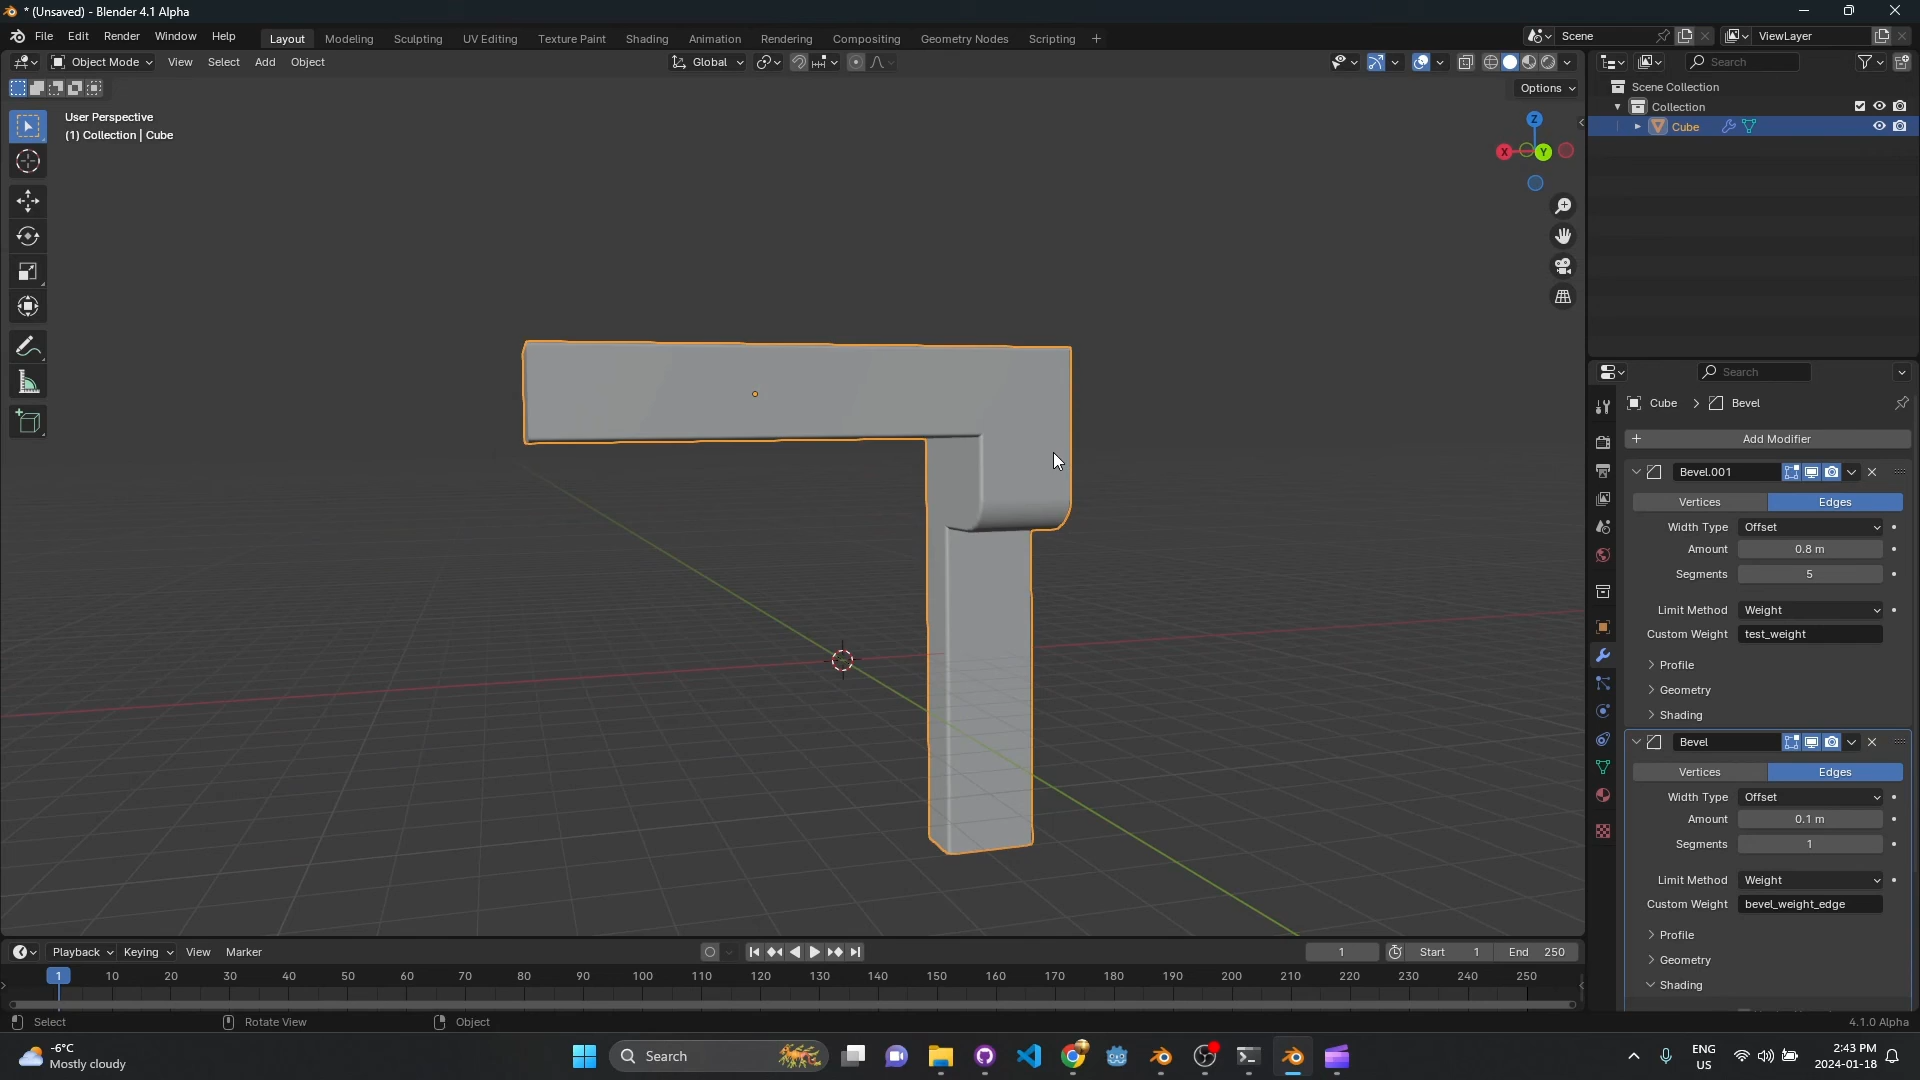 * (Unsaved) - Blender 4.1 Alpha
File Edit Render Window Help
Layout Modeling Sculpting UV Editing Texture Paint Shading Animation Rendering Compositing Geometry Nodes Scripting +
Scene
ViewLayer
Object Mode View Select Add Object
Global
Options
User Perspective
(1) Collection | Cube
Z
X
Y
Search
Scene Collection
Collection
Cube
Search
Cube > Bevel
+ Add Modifier
Bevel.001
Vertices Edges
Width Type Offset
Amount 0.8 m
Segments 5
Limit Method Weight
Custom Weight test_weight
Profile
Geometry
Shading
Bevel
Vertices Edges
Width Type Offset
Amount 0.1 m
Segments 1
Limit Method Weight
Custom Weight bevel_weight_edge
Profile
Geometry
Shading
Playback Keying View Marker
1
Start 1 End 250
1 10 20 30 40 50 60 70 80 90 100 110 120 130 140 150 160 170 180 190 200 210 220 230 240 250
Select Rotate View Object
4.1.0 Alpha
-6°C
Mostly cloudy
Search
ENG
US
2:43 PM
2024-01-18